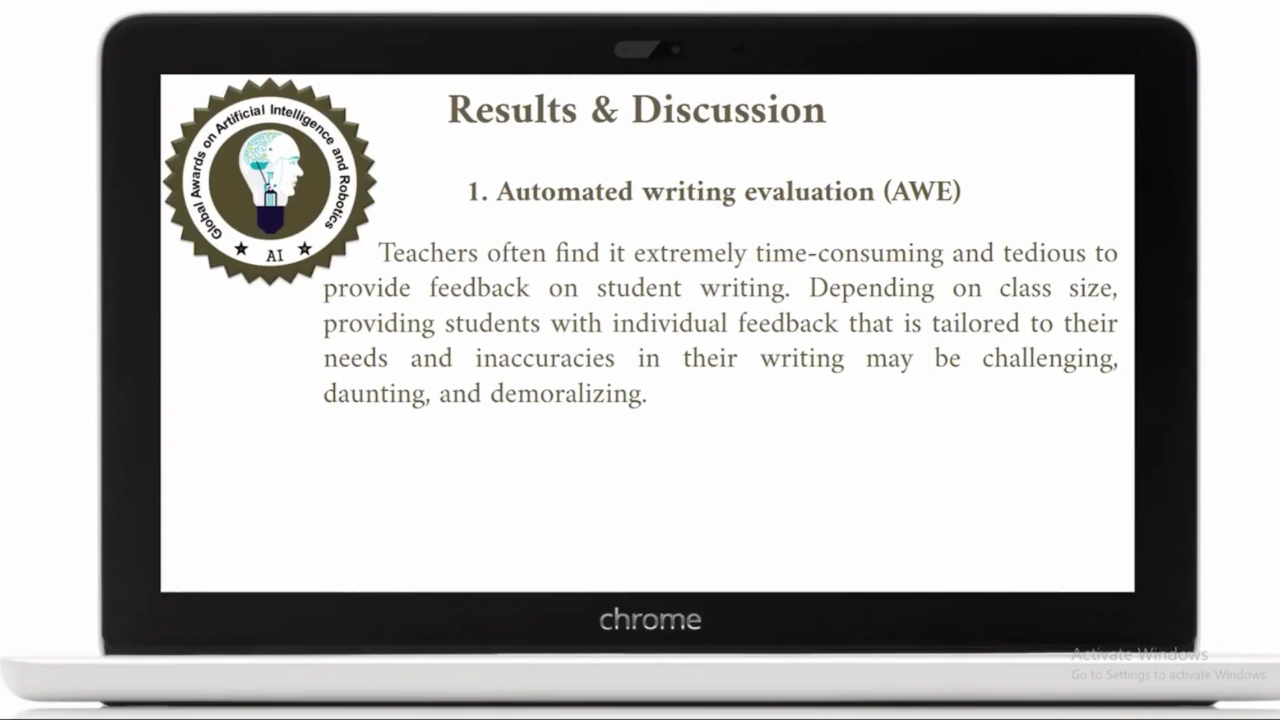 Results & Discussion
Global Awards on Artificial Intelligence and Robotics
AI
1. Automated writing evaluation (AWE)
Teachers often find it extremely time-consuming and tedious to
provide feedback on student writing. Depending on class size,
providing students with individual feedback that is tailored to their
needs and inaccuracies in their writing may be challenging,
daunting, and demoralizing.
chrome
Activate Windows
Go to Settings to activate Windows.